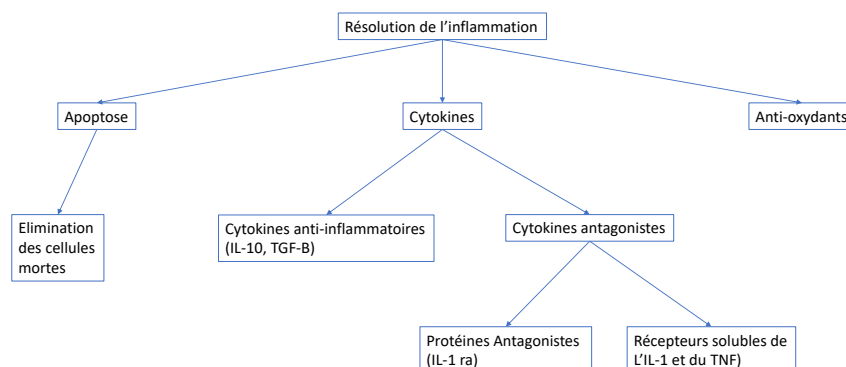 Résolution de l’inflammation
Apoptose
Cytokines
Anti-oxydants
Elimination
des cellules
mortes
Cytokines anti-inflammatoires
(IL-10, TGF-B)
Cytokines antagonistes
Protéines Antagonistes
(IL-1 ra)
Récepteurs solubles de
L’IL-1 et du TNF)